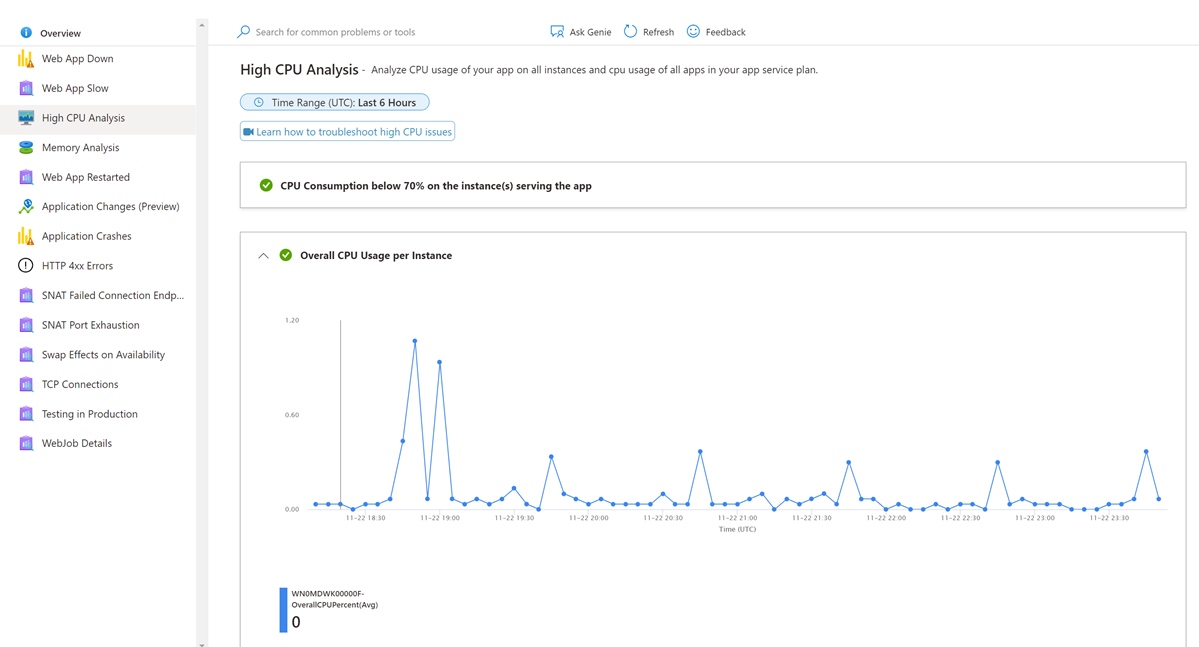 Overview
Web App Down
Web App Slow
High CPU Analysis
Memory Analysis
Web App Restarted
Application Changes (Preview)
Application Crashes
HTTP 4xx Errors
SNAT Failed Connection Endp...
SNAT Port Exhaustion
Swap Effects on Availability
TCP Connections
Testing in Production
WebJob Details
Search for common problems or tools
Ask Genie
Refresh
Feedback
High CPU Analysis - Analyze CPU usage of your app on all instances and cpu usage of all apps in your app service plan.
Time Range (UTC): Last 6 Hours
Learn how to troubleshoot high CPU issues
CPU Consumption below 70% on the instance(s) serving the app
Overall CPU Usage per Instance
1.20
0.60
0.00
11-22 18:30
11-22 19:00
11-22 19:30
11-22 20:00
11-22 20:30
11-22 21:00
11-22 21:30
11-22 22:00
11-22 22:30
11-22 23:00
11-22 23:30
Time (UTC)
WN0MDWK00000F-
OverallCPUPercent(Avg)
0